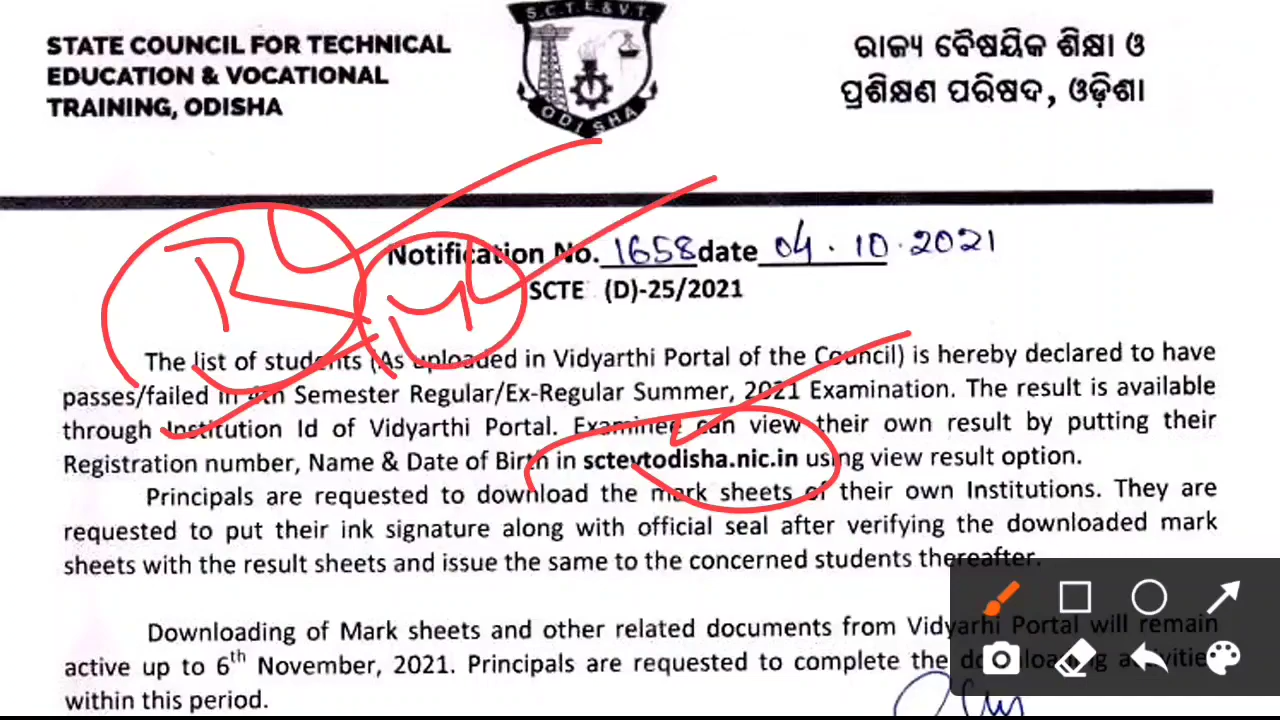 STATE COUNCIL FOR TECHNICAL
EDUCATION & VOCATIONAL
TRAINING, ODISHA
S.C.T.E.&V.T.
ODISHA
ରାଜ୍ୟ ବୈଷୟିକ ଶିକ୍ଷା ଓ
ପ୍ରଶିକ୍ଷଣ ପରିଷଦ, ଓଡ଼ିଶା
Notification No. 1658 date 04.10.2021
SCTE (D)-25/2021
The list of students (As uploaded in Vidyarthi Portal of the Council) is hereby declared to have
passes/failed in 4th Semester Regular/Ex-Regular Summer, 2021 Examination. The result is available
through Institution Id of Vidyarthi Portal. Examinee can view their own result by putting their
Registration number, Name & Date of Birth in sctevtodisha.nic.in using view result option.
Principals are requested to download the mark sheets of their own Institutions. They are
requested to put their ink signature along with official seal after verifying the downloaded mark
sheets with the result sheets and issue the same to the concerned students thereafter.
Downloading of Mark sheets and other related documents from Vidyarhi Portal will remain
active up to 6th November, 2021. Principals are requested to complete the downloading activities
within this period.